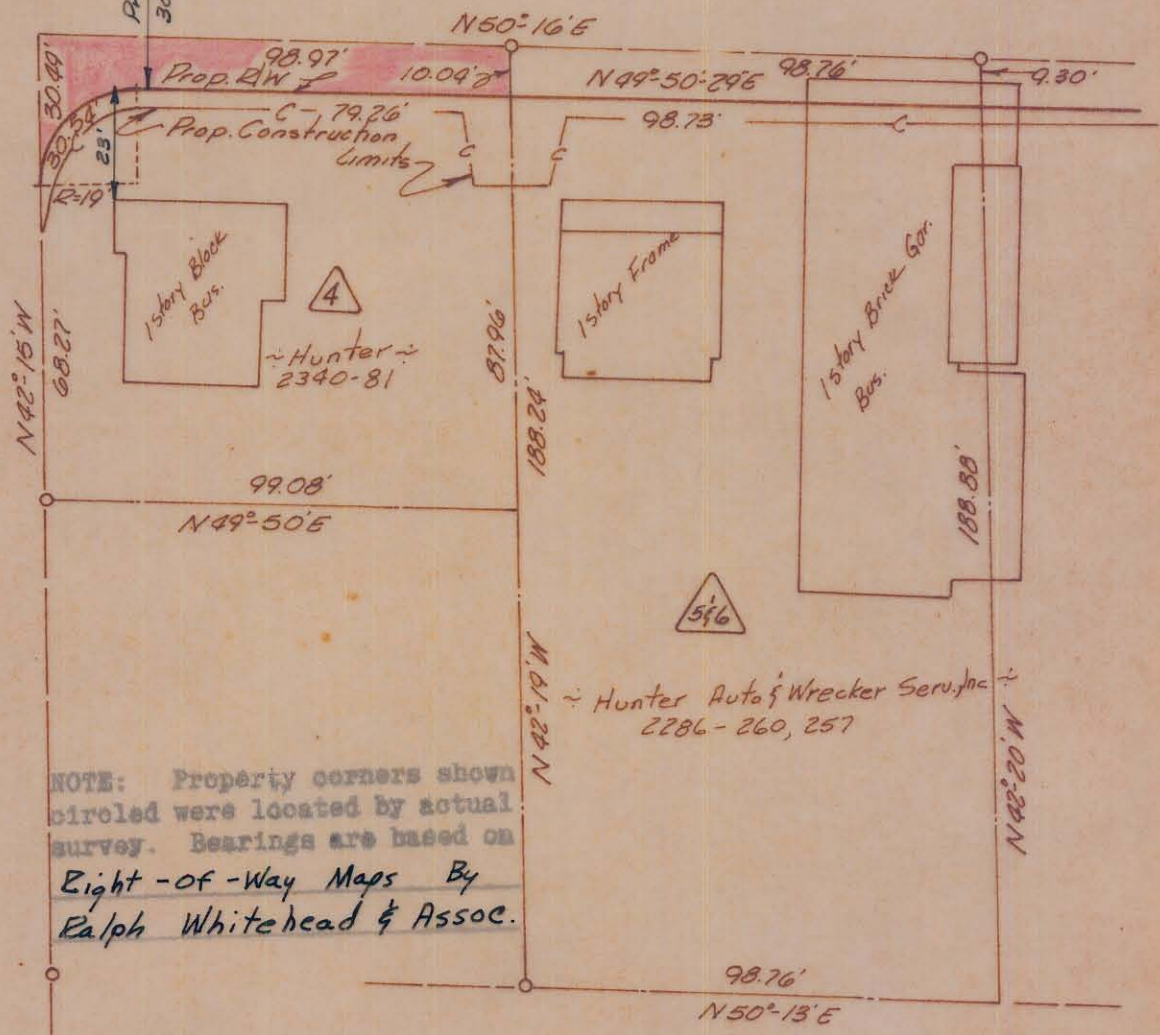 30
N50°-16'E
98.97'
30.49'
Prop. R/W
10.04'
N49°-50'-29"E
98.76'
9.30'
30.54'
23'
C- 79.26'
Prop. Construction
Limits
C
C
98.73'
C
C
R=19'
1 story Block
Bus.
4
~ Hunter ~
2340-81
1 story Frame
1 story Brick Gar.
Bus.
N42°-15'W
68.27'
87.96'
188.24'
188.88'
99.08'
N49°-50'E
5&6
~ Hunter Auto & Wrecker Serv., Inc ~
2286-260, 257
N42°-19'W
N42°-20'W
NOTE: Property corners shown
circled were located by actual
survey. Bearings are based on
Right-of-Way Maps By
Ralph Whitehead & Assoc.
98.76'
N50°-13'E